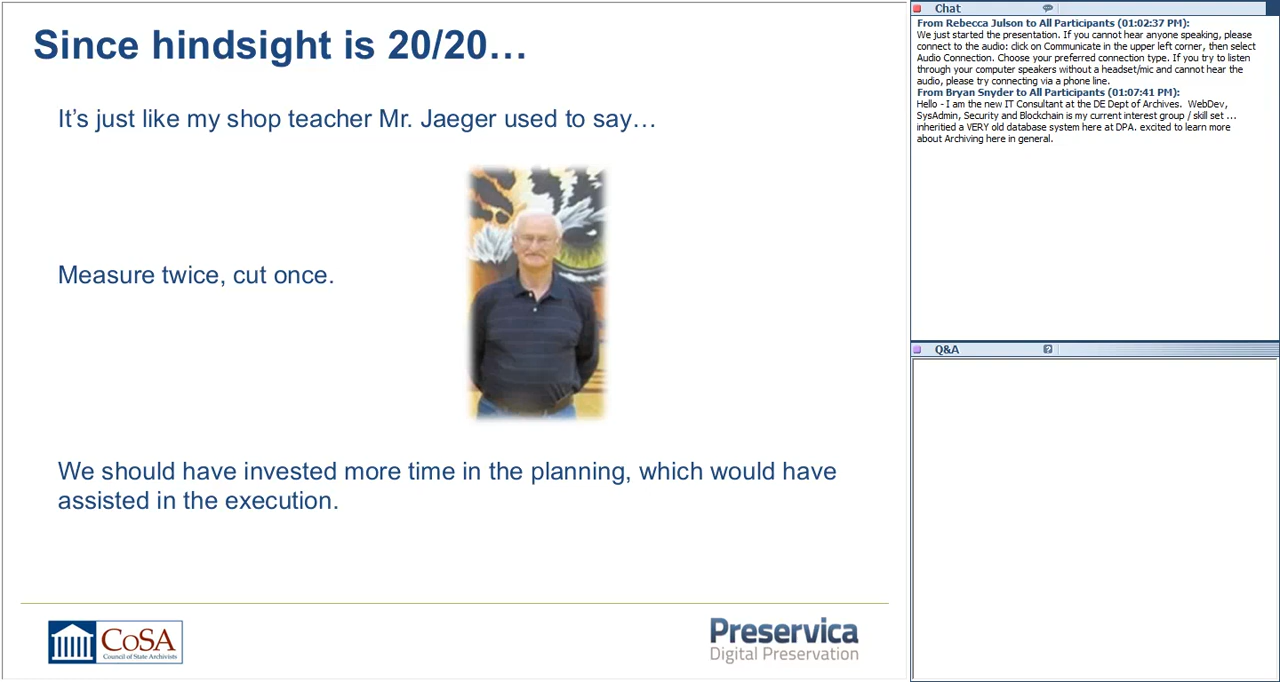 Since hindsight is 20/20…
It’s just like my shop teacher Mr. Jaeger used to say…
Measure twice, cut once.
We should have invested more time in the planning, which would have
assisted in the execution.
CoSA
Council of State Archivists
Preservica
Digital Preservation
Chat
From Rebecca Julson to All Participants (01:02:37 PM):
We just started the presentation. If you cannot hear anyone speaking, please
connect to the audio: click on Communicate in the upper left corner, then select
Audio Connection. Choose your preferred connection type. If you try to listen
through your computer speakers without a headset/mic and cannot hear the
audio, please try connecting via a phone line.
From Bryan Snyder to All Participants (01:07:41 PM):
Hello - I am the new IT Consultant at the DE Dept of Archives.  WebDev,
SysAdmin, Security and Blockchain is my current interest group / skill set ...
inheritied a VERY old database system here at DPA. excited to learn more
about Archiving here in general.
Q&A
?